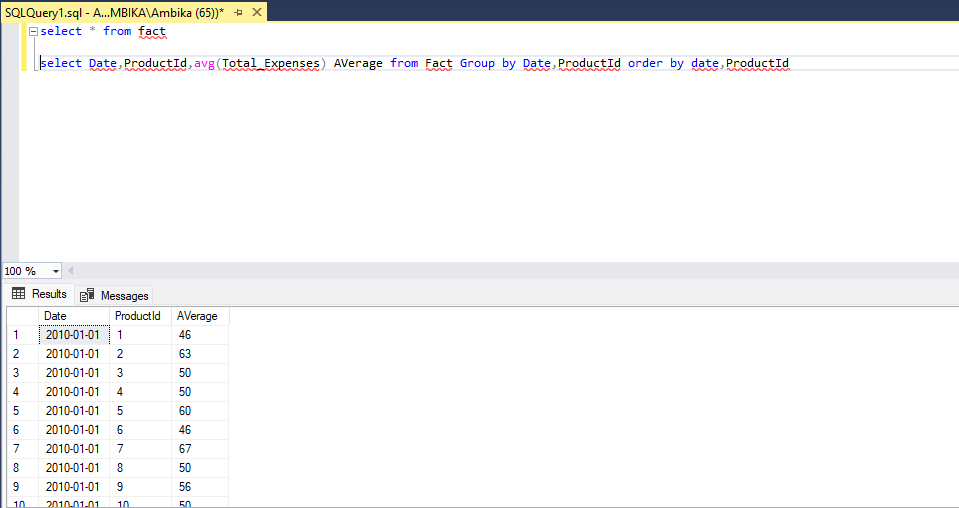 SQLQuery1.sql - A...MBIKA\Ambika (65))*
select * from fact
select Date,ProductId,avg(Total_Expenses) AVerage from Fact Group by Date,ProductId order by date,ProductId
100 %
Results Messages
Date ProductId AVerage
1 2010-01-01 1 46
2 2010-01-01 2 63
3 2010-01-01 3 50
4 2010-01-01 4 50
5 2010-01-01 5 60
6 2010-01-01 6 46
7 2010-01-01 7 67
8 2010-01-01 8 50
9 2010-01-01 9 56
10 2010-01-01 10 50